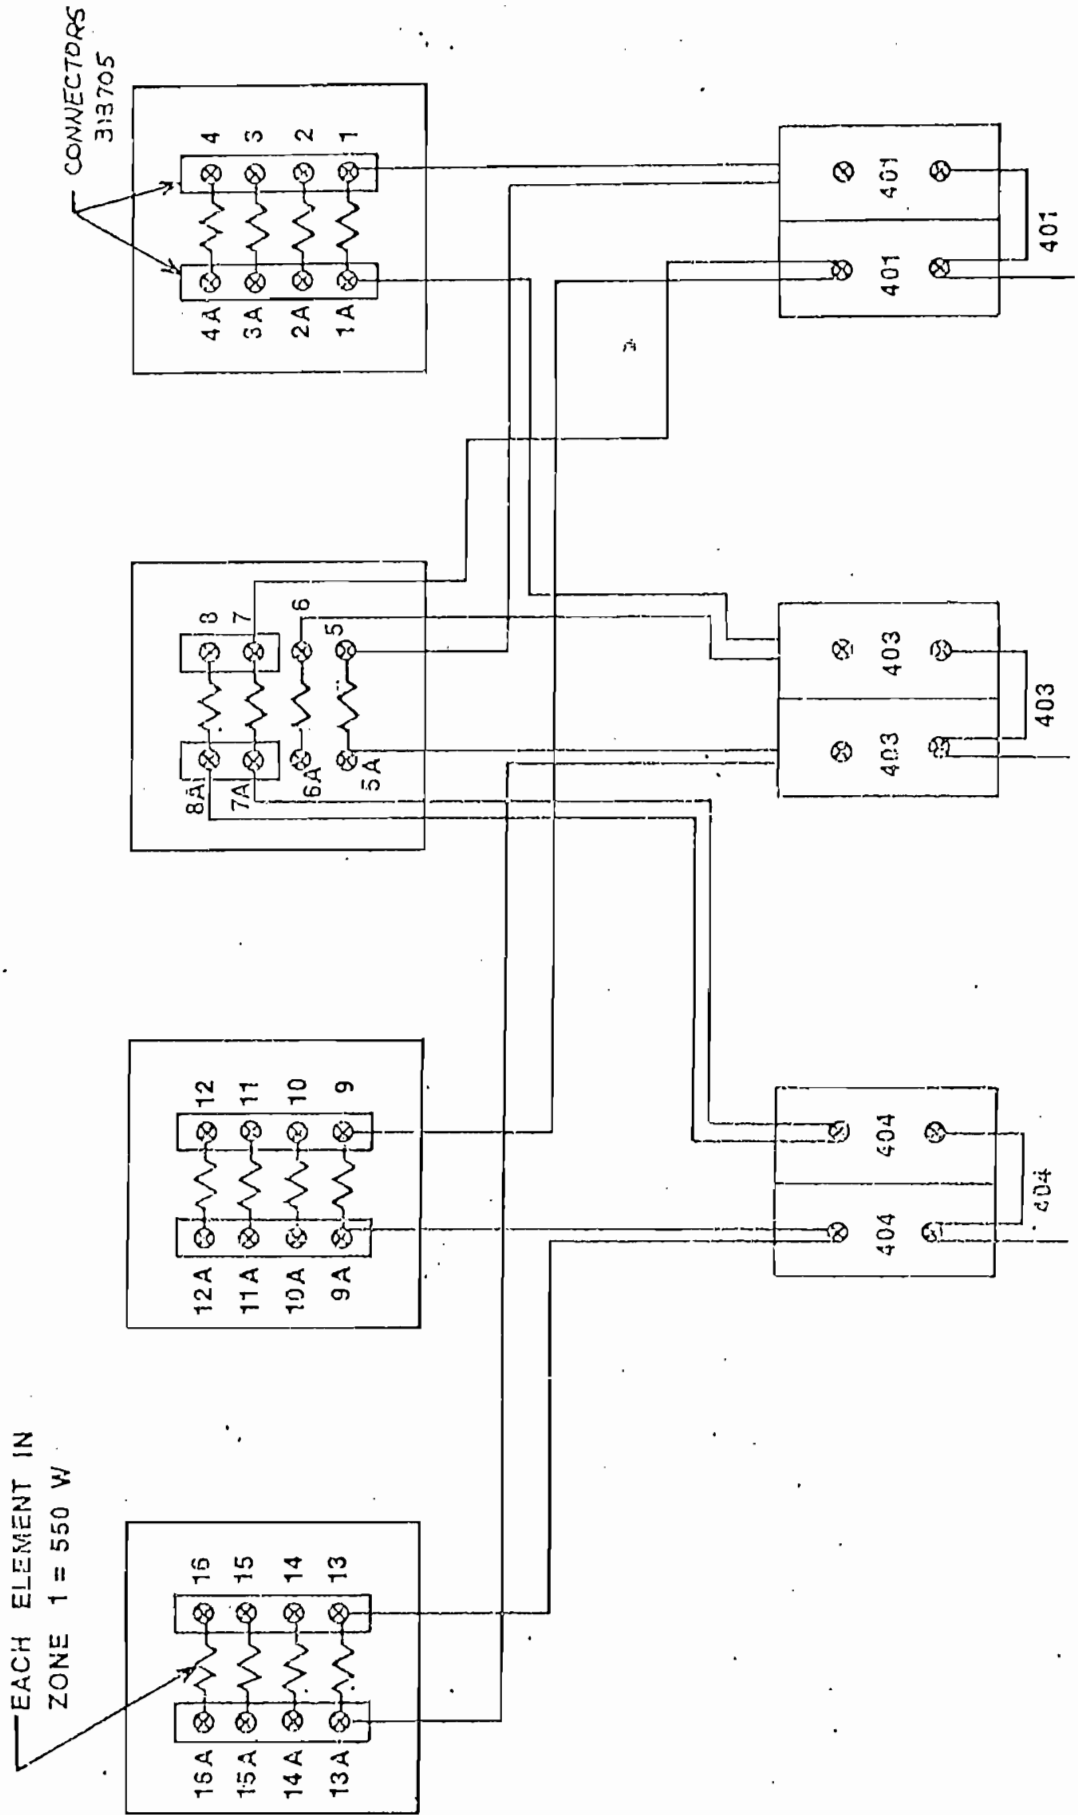 CONNECTORS
313705
4
3
2
1
4A
3A
2A
1A
8
7
6
5
8A
7A
6A
5A
12
11
10
9
12A
11A
10A
9A
EACH ELEMENT IN
ZONE 1 = 550 W
16
15
14
13
16A
15A
14A
13A
401
401
401
403
403
403
404
404
404